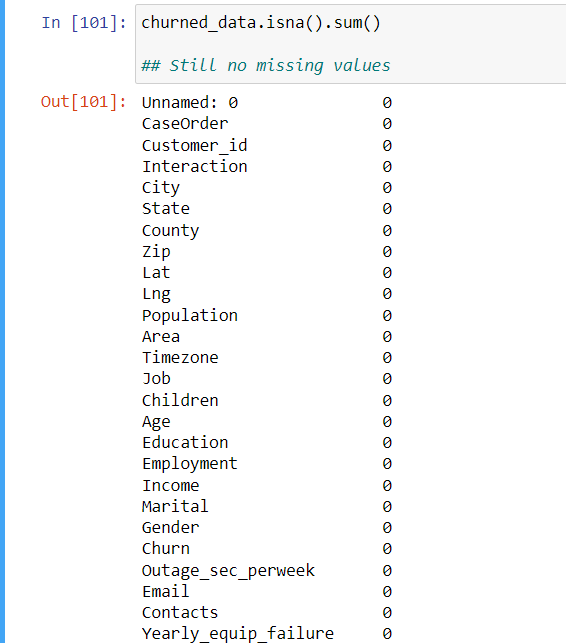 In [101]: churned_data.isna().sum()
## Still no missing values
Out[101]: Unnamed: 0 0
CaseOrder 0
Customer_id 0
Interaction 0
City 0
State 0
County 0
Zip 0
Lat 0
Lng 0
Population 0
Area 0
Timezone 0
Job 0
Children 0
Age 0
Education 0
Employment 0
Income 0
Marital 0
Gender 0
Churn 0
Outage_sec_perweek 0
Email 0
Contacts 0
Yearly_equip_failure 0